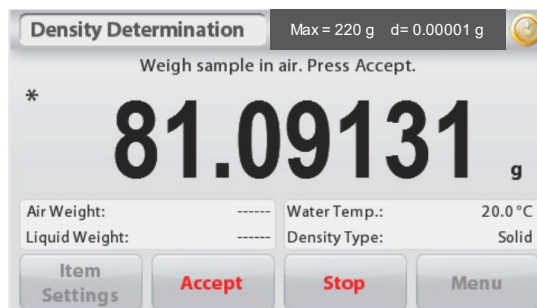 Density Determination Max = 220 g d= 0.00001 g
Weigh sample in air. Press Accept.
*
81.09131 g
Air Weight: ------ Water Temp.: 20.0°C
Liquid Weight: ------ Density Type: Solid
Item Settings Accept Stop Menu